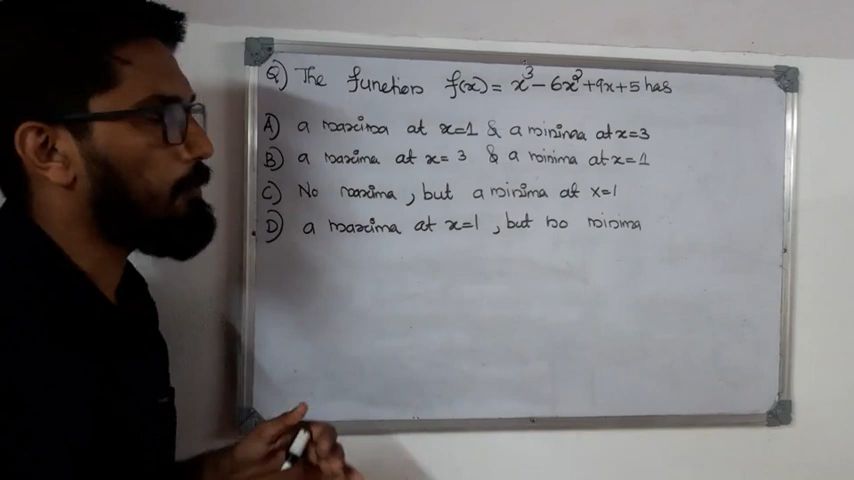 Q) The function f(x) = x³ - 6x² + 9x + 5 has
A) a maxima at x=1 & a minima at x=3
B) a maxima at x= 3 & a minima at x=1
C) No maxima , but a minima at x=1
D) a maxima at x=1 , but no minima